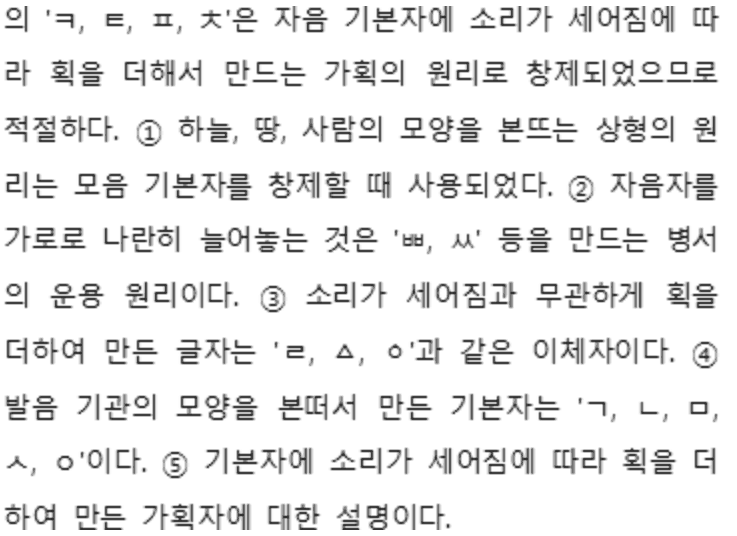 의 'ㅋ, ㅌ, ㅍ, ㅊ'은 자음 기본자에 소리가 세어짐에 따
라 획을 더해서 만드는 가획의 원리로 창제되었으므로
적절하다. ① 하늘, 땅, 사람의 모양을 본뜨는 상형의 원
리는 모음 기본자를 창제할 때 사용되었다. ② 자음자를
가로로 나란히 늘어놓는 것은 'ㅃ, ㅆ' 등을 만드는 병서
의 운용 원리이다. ③ 소리가 세어짐과 무관하게 획을
더하여 만든 글자는 'ㄹ, ㅿ, ㆁ'과 같은 이체자이다. ④
발음 기관의 모양을 본떠서 만든 기본자는 'ㄱ, ㄴ, ㅁ,
ㅅ, ㅇ'이다. ⑤ 기본자에 소리가 세어짐에 따라 획을 더
하여 만든 가획자에 대한 설명이다.